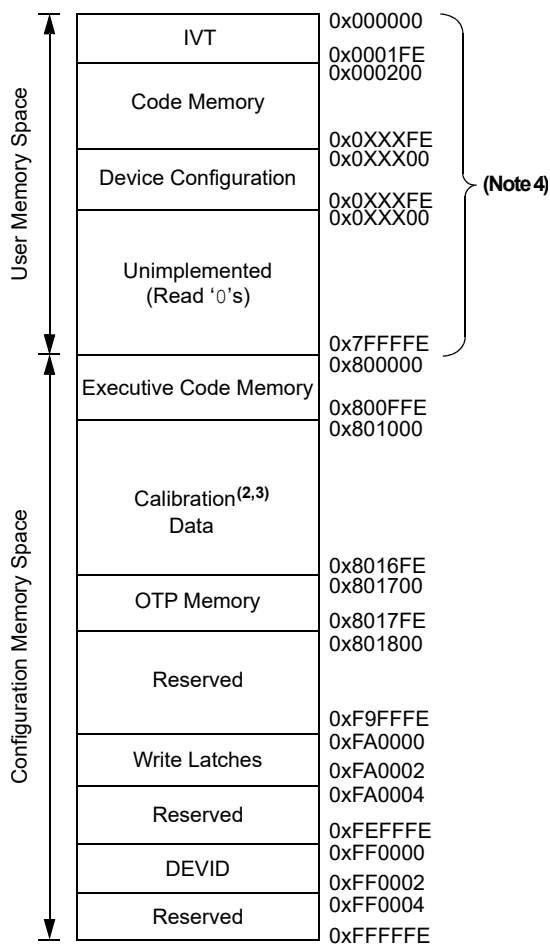 IVT
0x000000
0x0001FE
0x000200
Code Memory
0x0XXXFE
0x0XXX00
Device Configuration
0x0XXXFE
0x0XXX00
Unimplemented
(Read ‘0’s)
0x7FFFFE
User Memory Space
(Note 4)
0x800000
Executive Code Memory
0x800FFE
0x801000
Calibration(2,3)
Data
0x8016FE
0x801700
OTP Memory
0x8017FE
0x801800
Reserved
0xF9FFFE
0xFA0000
Write Latches
0xFA0002
0xFA0004
Reserved
0xFEFFFE
0xFF0000
DEVID
0xFF0002
0xFF0004
Reserved
0xFFFFFE
Configuration Memory Space